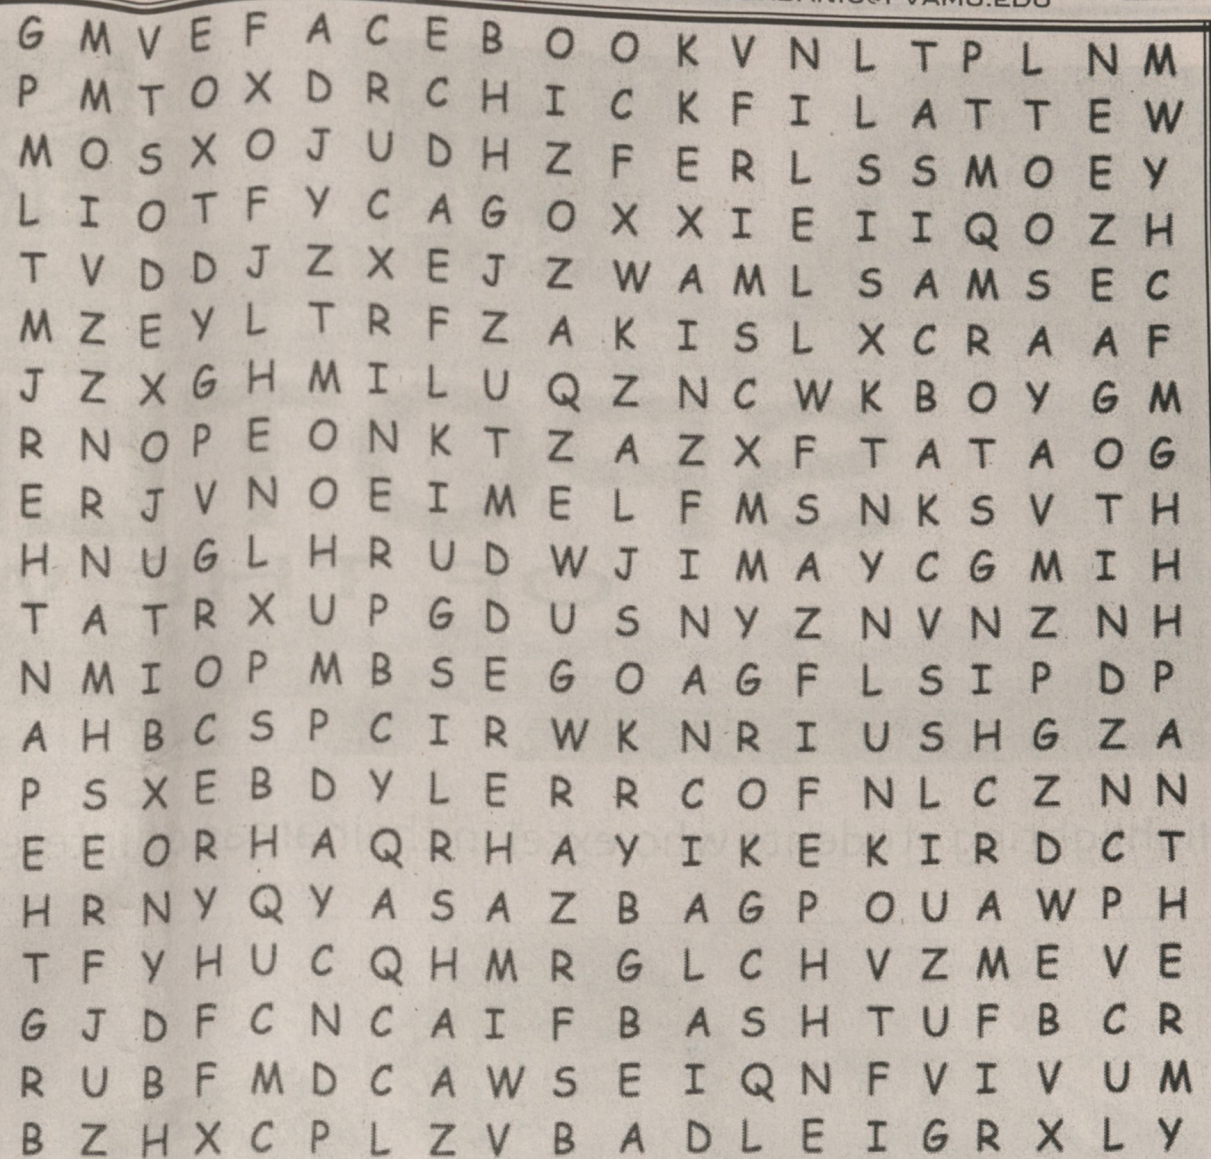 G M V E F A C E B O O K V N L T P L N M
P M T O X D R C H I C K F I L A T T E W
M O S X O J U D H Z F E R L S S M O E Y
L I O T F Y C A G O X X I E I I Q O Z H
T V D D J Z X E J Z W A M L S A M S E C
M Z E Y L T R F Z A K I S L X C R A A F
J Z X G H M I L U Q Z N C W K B O Y G M
R N O P E O N K T Z A Z X F T A T A O G
E R J V N O E I M E L F M S N K S V T H
H N U G L H R U D W J I M A Y C G M I H
T A T R X U P G D U S N Y Z N V N Z N H
N M I O P M B S E G O A G F L S I P D P
A H B C S P C I R W K N R I U S H G Z A
P S X E B D Y L E R R C O F N L C Z N N
E E O R H A Q R H A Y I K E K I R D C T
H R N Y Q Y A S A Z B A G P O U A W P H
T F Y H U C Q H M R G L C H V Z M E V E
G J D F C N C A I F B A S H T U F B C R
R U B F M D C A W S E I Q N F V I V U M
B Z H X C P L Z V B A D L E I G R X L Y